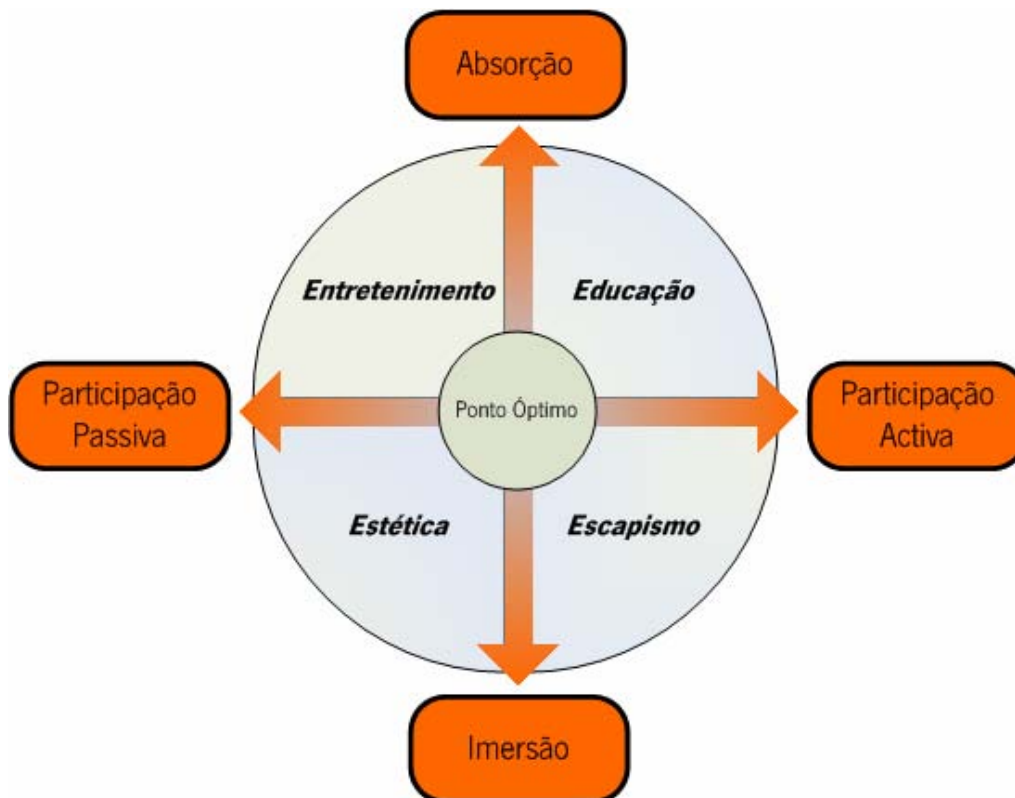 Absorção
Entretenimento
Educação
Participação
Passiva
Ponto Óptimo
Participação
Activa
Estética
Escapismo
Imersão